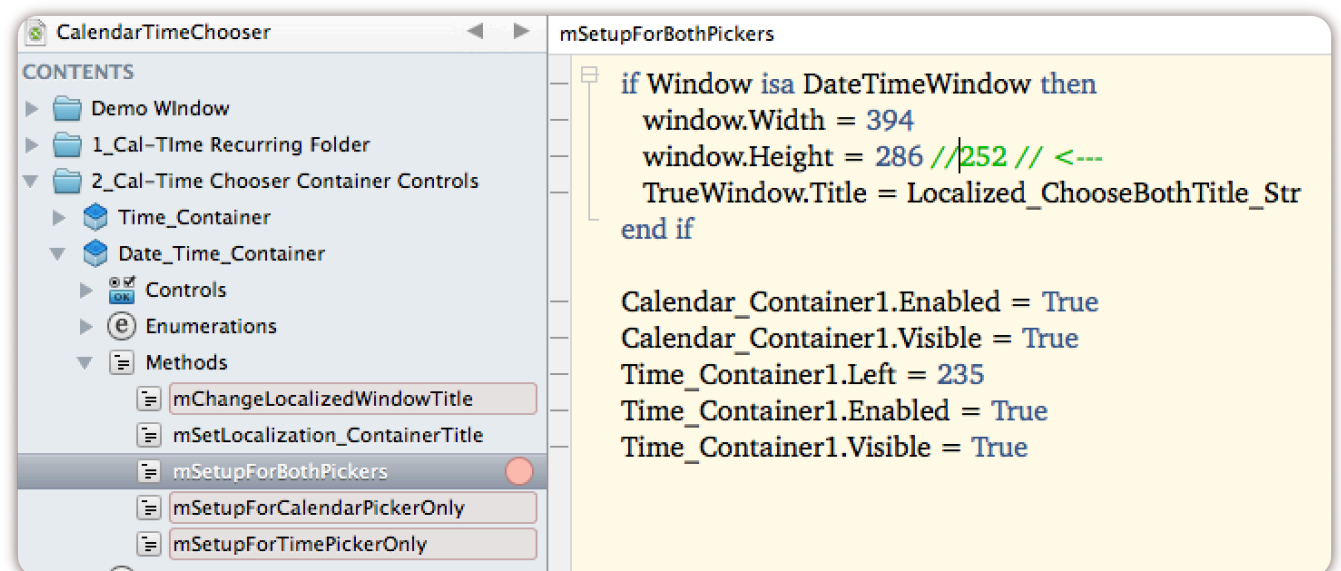 CalendarTimeChooser
CONTENTS
Demo WIndow
1_Cal-TIme Recurring Folder
2_Cal-Time Chooser Container Controls
Time_Container
Date_Time_Container
OK
Controls
e
Enumerations
Methods
mChangeLocalizedWindowTitle
mSetLocalization_ContainerTitle
mSetupForBothPickers
mSetupForCalendarPickerOnly
mSetupForTimePickerOnly
mSetupForBothPickers
if Window isa DateTimeWindow then
window.Width = 394
window.Height = 286 //252 // <---
TrueWindow.Title = Localized_ChooseBothTitle_Str
end if
Calendar_Container1.Enabled = True
Calendar_Container1.Visible = True
Time_Container1.Left = 235
Time_Container1.Enabled = True
Time_Container1.Visible = True